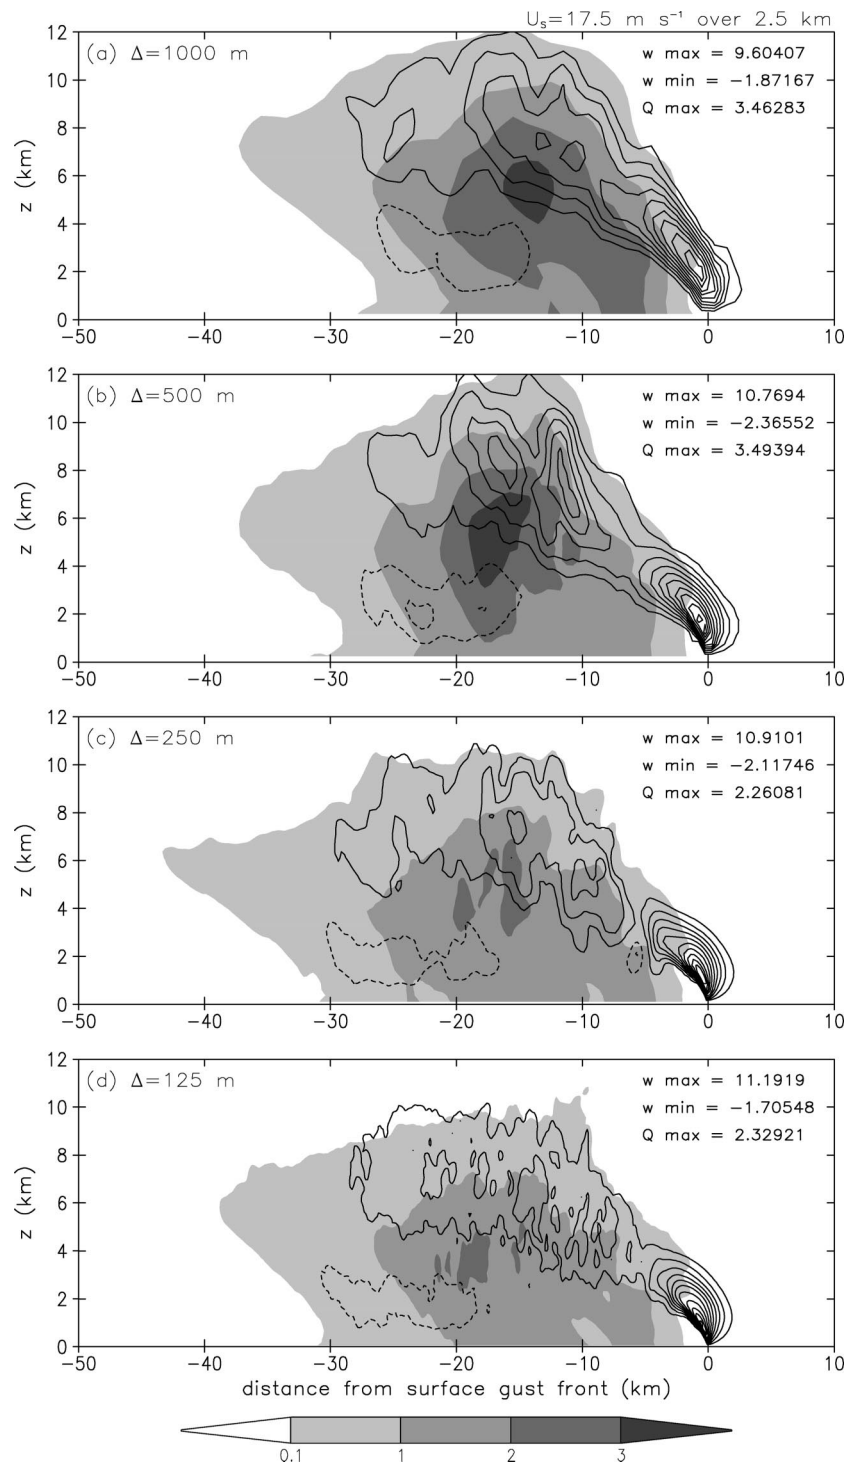 Uₛ=17.5 m s⁻¹ over 2.5 km
(a) Δ=1000 m
w max = 9.60407
w min = −1.87167
Q max = 3.46283
12
10
8
6
4
2
0
z (km)
−50 −40 −30 −20 −10 0 10
(b) Δ=500 m
w max = 10.7694
w min = −2.36552
Q max = 3.49394
12
10
8
6
4
2
0
z (km)
−50 −40 −30 −20 −10 0 10
(c) Δ=250 m
w max = 10.9101
w min = −2.11746
Q max = 2.26081
12
10
8
6
4
2
0
z (km)
−50 −40 −30 −20 −10 0 10
(d) Δ=125 m
w max = 11.1919
w min = −1.70548
Q max = 2.32921
12
10
8
6
4
2
0
z (km)
−50 −40 −30 −20 −10 0 10
distance from surface gust front (km)
0.1 1 2 3